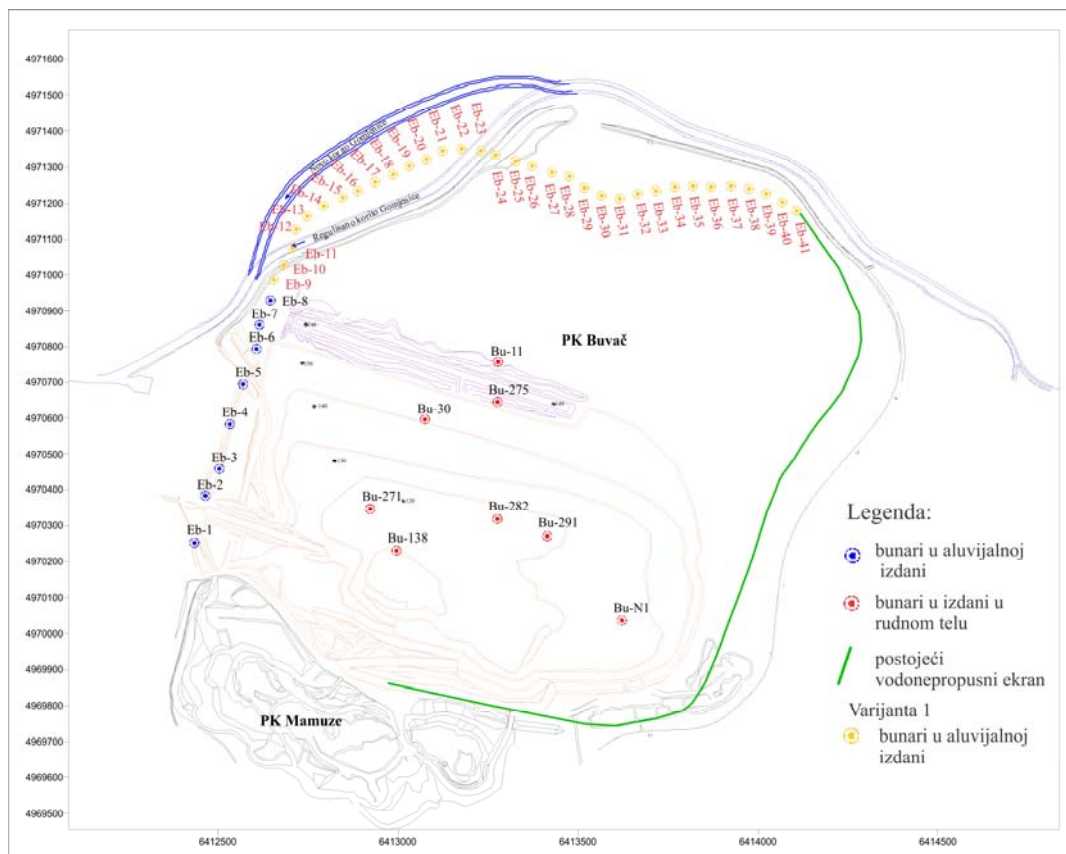 4971600
4971500
4971400
4971300
4971200
4971100
4971000
4970900
4970800
4970700
4970600
4970500
4970400
4970300
4970200
4970100
4970000
4969900
4969800
4969700
4969600
4969500
6412500
6413000
6413500
6414000
6414500
Regulisano korito Gomjenice
Eb-23
Eb-22
Eb-21
Eb-20
Eb-19
Eb-18
Eb-17
Eb-16
Eb-15
Eb-14
Eb-13
Eb-12
Eb-11
Eb-10
Eb-9
Eb-24
Eb-25
Eb-26
Eb-27
Eb-28
Eb-29
Eb-30
Eb-31
Eb-32
Eb-33
Eb-34
Eb-35
Eb-36
Eb-37
Eb-38
Eb-39
Eb-40
Eb-41
Eb-8
Eb-7
Eb-6
Eb-5
Eb-4
Eb-3
Eb-2
Eb-1
PK Buvač
Bu-11
Bu-275
Bu-30
Bu-271
Bu-282
Bu-291
Bu-138
Bu-N1
PK Mamuze
Legenda:
bunari u aluvijalnoj
izdani
bunari u izdani u
rudnom telu
postojeći
vodonepropusni ekran
Varijanta 1
bunari u aluvijalnoj
izdani